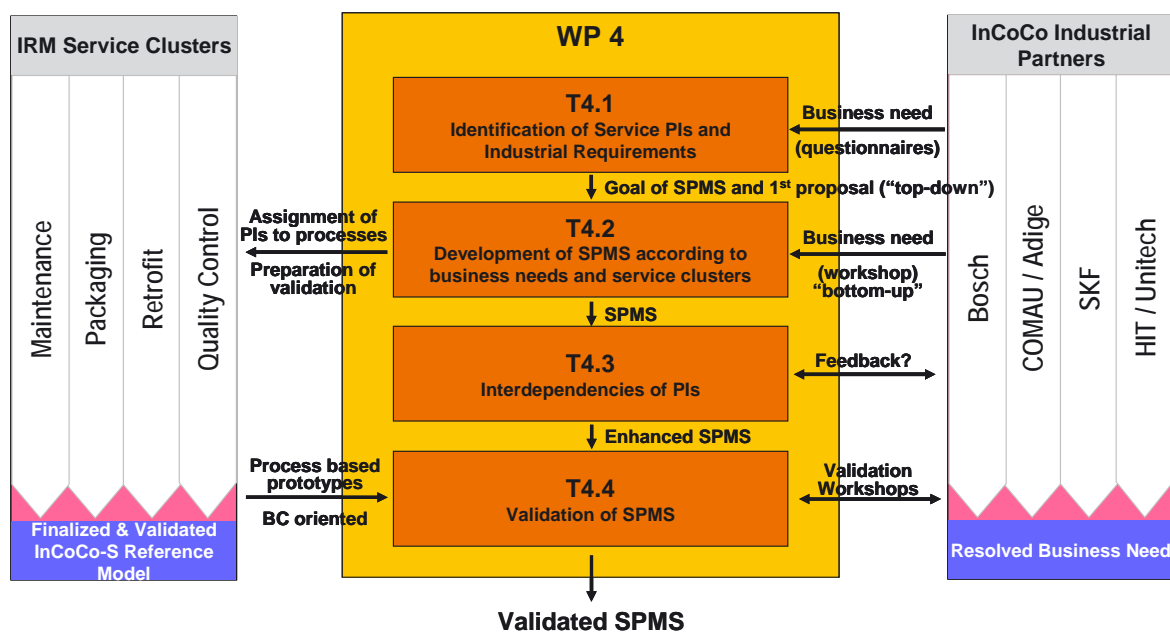 IRM Service Clusters
Maintenance
Packaging
Retrofit
Quality Control
Finalized & Validated
InCoCo-S Reference
Model
Assignment of
PIs to processes
Preparation of
validation
Process based
prototypes
BC oriented
WP 4
T4.1
Identification of Service PIs and
Industrial Requirements
Goal of SPMS and 1st proposal (“top-down”)
T4.2
Development of SPMS according to
business needs and service clusters
SPMS
T4.3
Interdependencies of PIs
Enhanced SPMS
T4.4
Validation of SPMS
Validated SPMS
Business need
(questionnaires)
Business need
(workshop)
“bottom-up”
Feedback?
Validation
Workshops
InCoCo Industrial
Partners
Bosch
COMAU / Adige
SKF
HIT / Unitech
Resolved Business Need